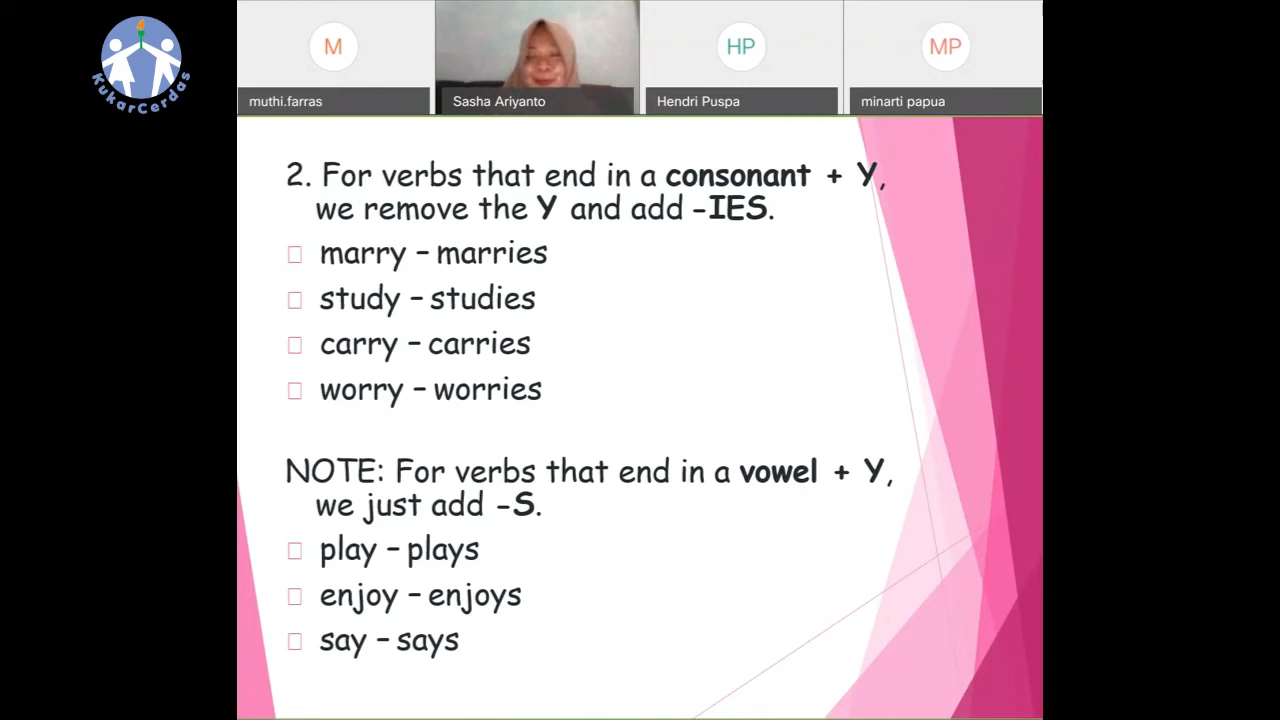 KukarCerdas
M
HP
MP
muthi.farras
Sasha Ariyanto
Hendri Puspa
minarti papua
2. For verbs that end in a consonant + Y,
we remove the Y and add -IES.
marry – marries
study – studies
carry – carries
worry – worries
NOTE: For verbs that end in a vowel + Y,
we just add -S.
play – plays
enjoy – enjoys
say – says